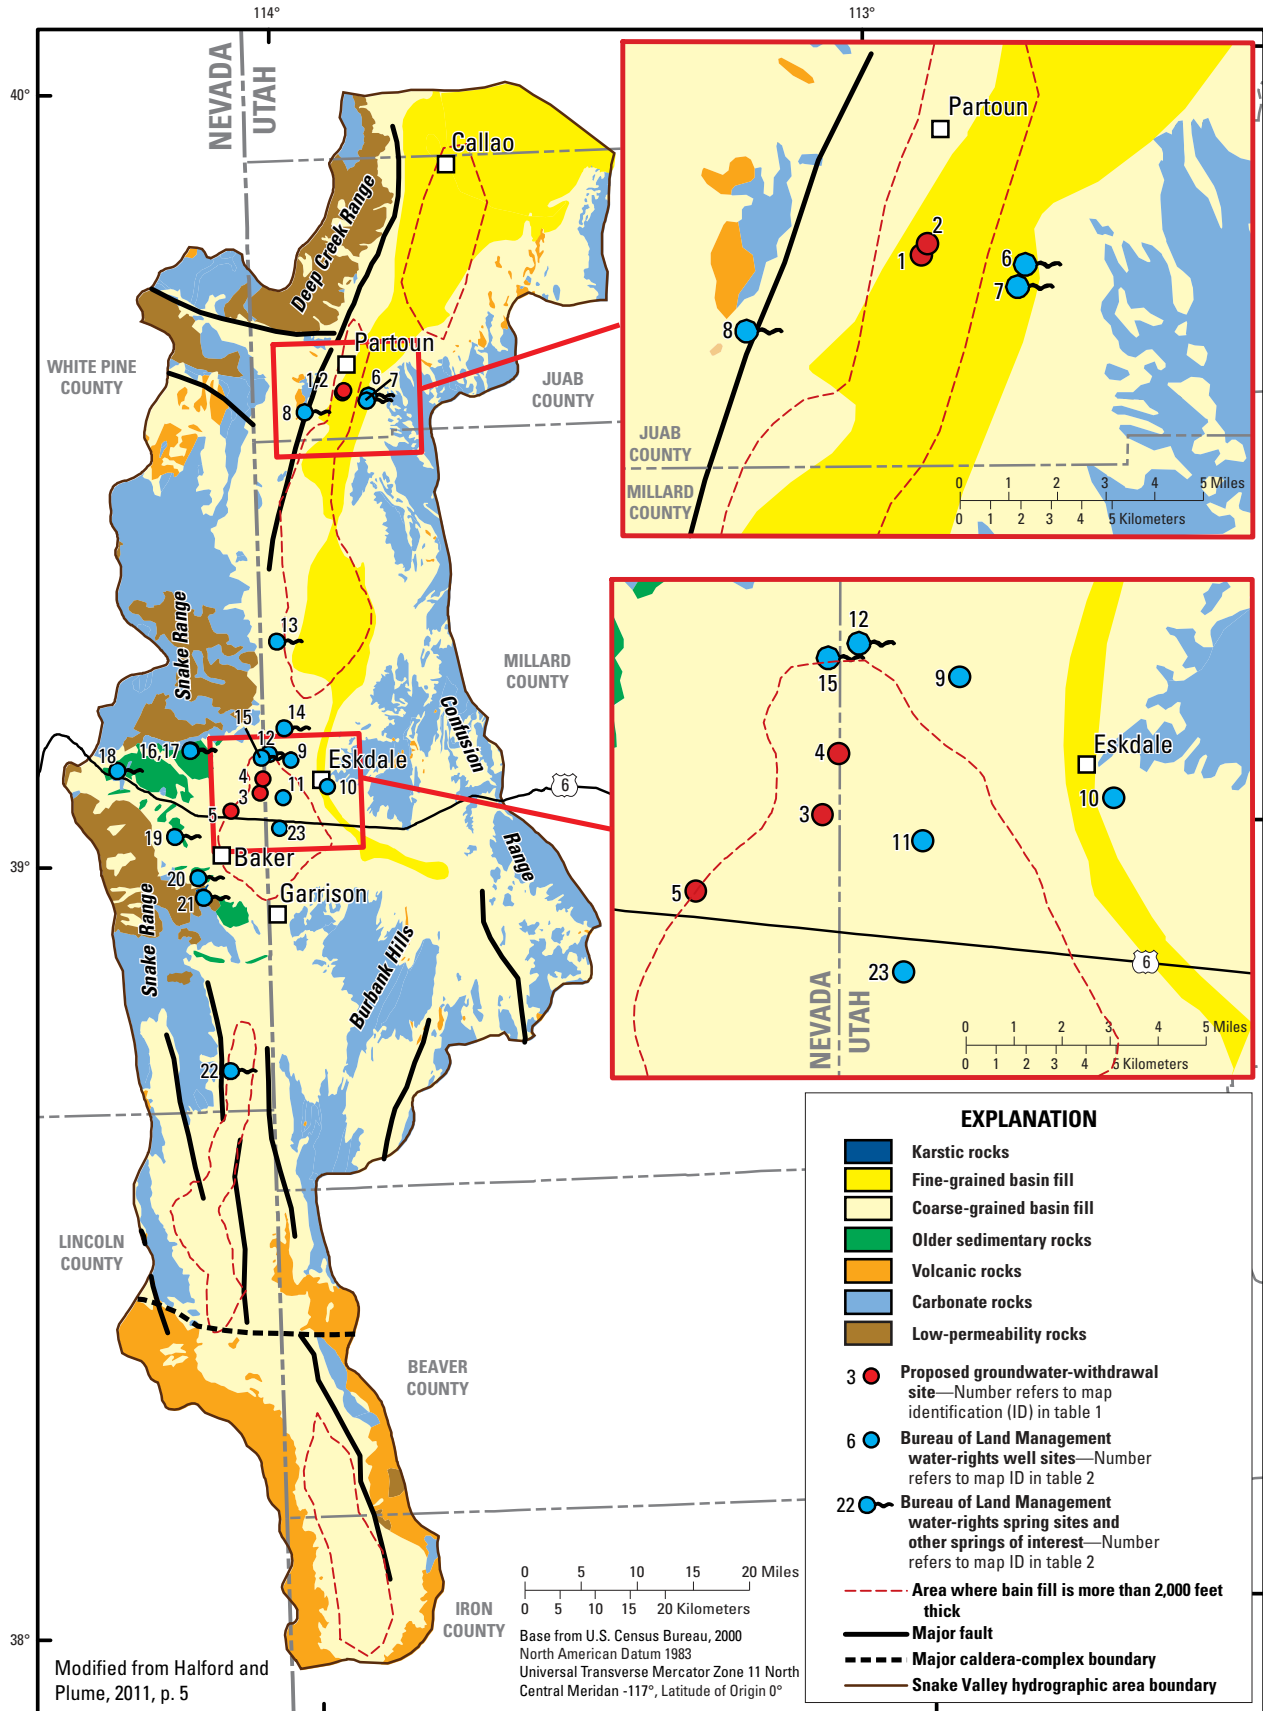 114°
113°
40°
39°
38°
NEVADA
UTAH
Callao
Deep Creek Range
Partoun
WHITE PINE
COUNTY
JUAB
COUNTY
1,2
6
7
8
13
Snake Range
MILLARD
COUNTY
Confusion
Range
15
14
12
9
16,17
18
4
3
11
5
10
23
Eskdale
6
19
Baker
20
21
Garrison
Snake Range
Burbank Hills
22
LINCOLN
COUNTY
BEAVER
COUNTY
IRON
COUNTY
Partoun
2
1
6
7
8
JUAB
COUNTY
MILLARD
COUNTY
0 1 2 3 4 5 Miles
0 1 2 3 4 5 Kilometers
12
15
9
4
3
Eskdale
10
11
5
6
23
NEVADA
UTAH
0 1 2 3 4 5 Miles
0 1 2 3 4 5 Kilometers
EXPLANATION
Karstic rocks
Fine-grained basin fill
Coarse-grained basin fill
Older sedimentary rocks
Volcanic rocks
Carbonate rocks
Low-permeability rocks
3 Proposed groundwater-withdrawal
site—Number refers to map
identification (ID) in table 1
6 Bureau of Land Management
water-rights well sites—Number
refers to map ID in table 2
22 Bureau of Land Management
water-rights spring sites and
other springs of interest—Number
refers to map ID in table 2
Area where bain fill is more than 2,000 feet
thick
Major fault
Major caldera-complex boundary
Snake Valley hydrographic area boundary
0 5 10 15 20 Miles
0 5 10 15 20 Kilometers
Base from U.S. Census Bureau, 2000
North American Datum 1983
Universal Transverse Mercator Zone 11 North
Central Meridan -117°, Latitude of Origin 0°
Modified from Halford and
Plume, 2011, p. 5